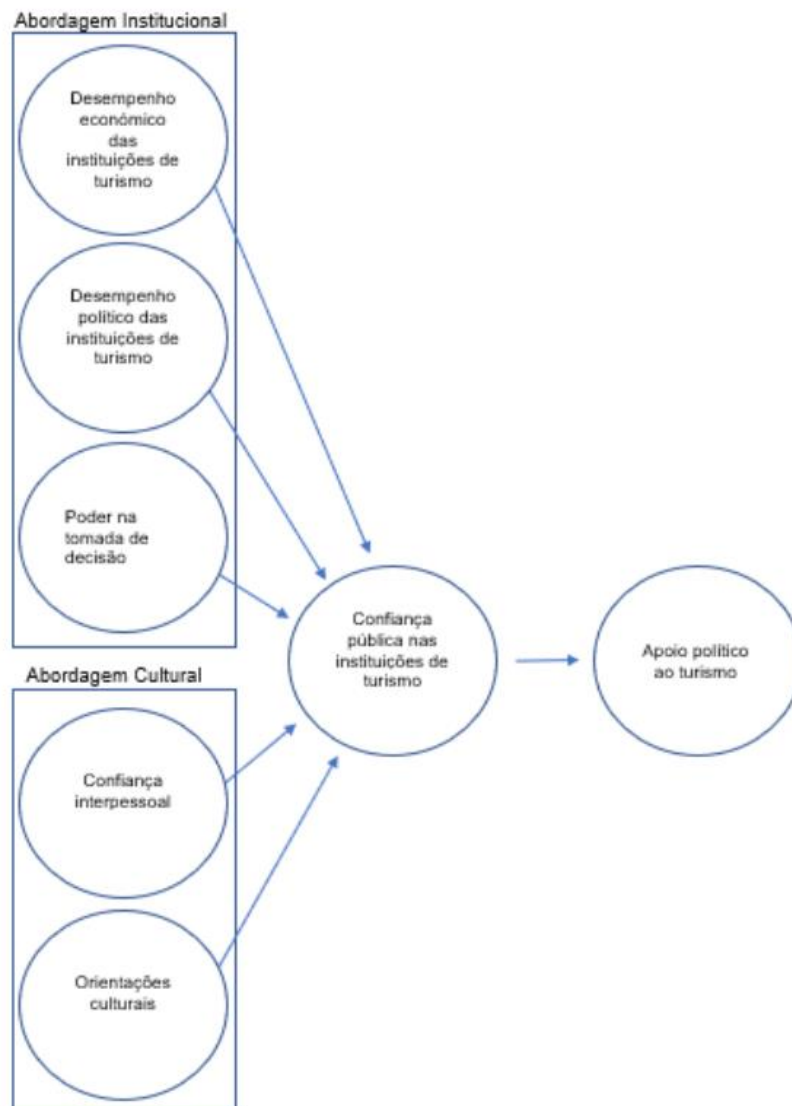 Abordagem Institucional
Desempenho
económico
das
instituições de
turismo
Desempenho
político das
instituições de
turismo
Poder na
tomada de
decisão
Confiança
pública nas
instituições de
turismo
Apoio político
ao turismo
Abordagem Cultural
Confiança
interpessoal
Orientações
culturais